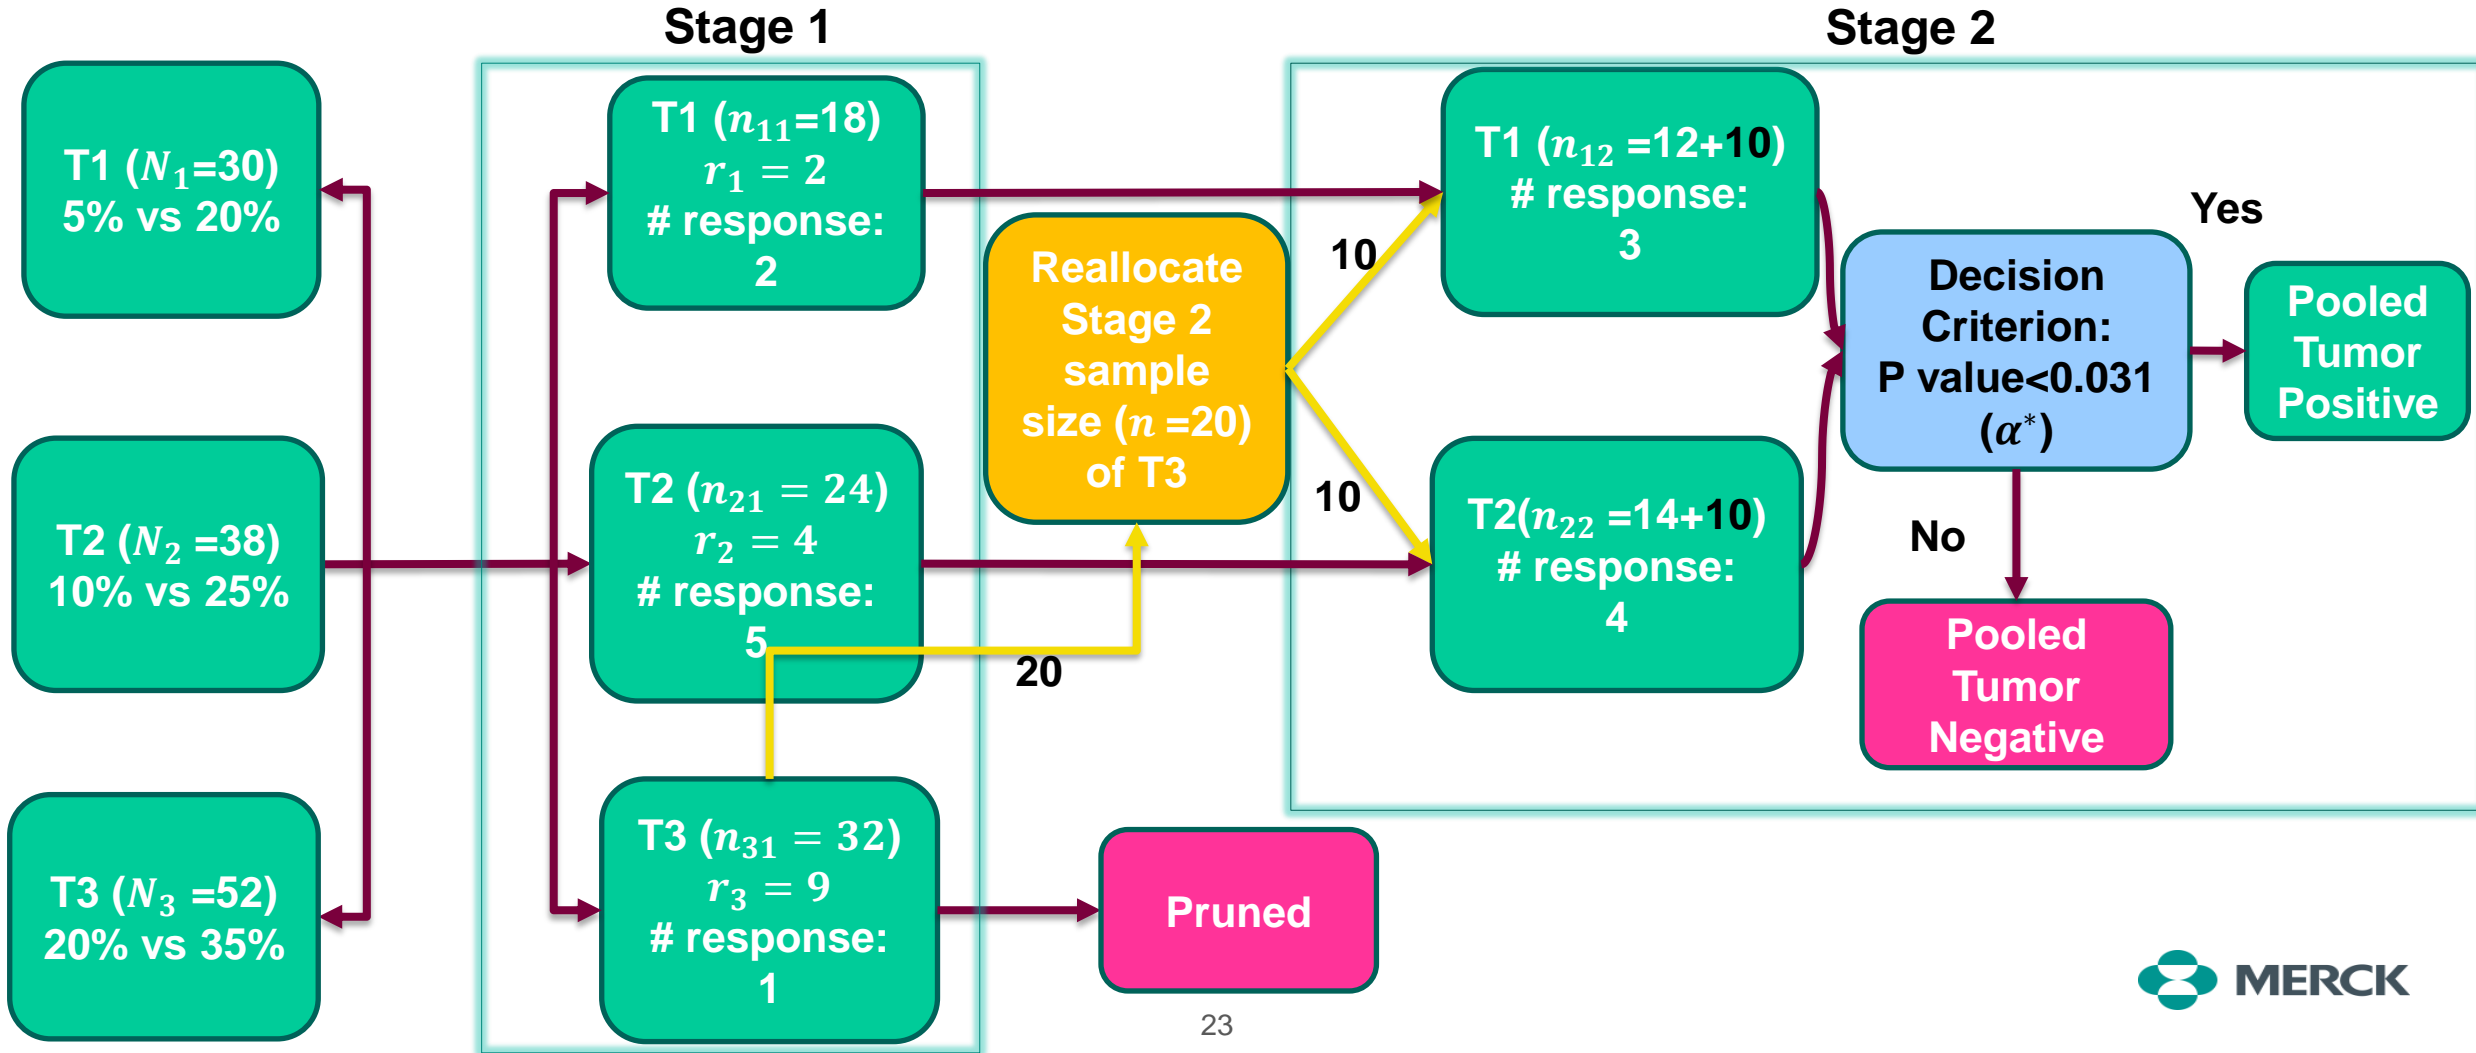 Stage 1
Stage 2
T1 (N₁=30)
5% vs 20%
T2 (N₂ =38)
10% vs 25%
T3 (N₃ =52)
20% vs 35%
T1 (n₁₁=18)
r₁ = 2
# response:
2
T2 (n₂₁ = 24)
r₂ = 4
# response:
5
T3 (n₃₁ = 32)
r₃ = 9
# response:
1
Reallocate
Stage 2
sample
size (n =20)
of T3
20
10
10
Pruned
T1 (n₁₂ =12+10)
# response:
3
T2(n₂₂ =14+10)
# response:
4
Decision
Criterion:
P value<0.031
(α*)
Yes
Pooled
Tumor
Positive
No
Pooled
Tumor
Negative
23
MERCK